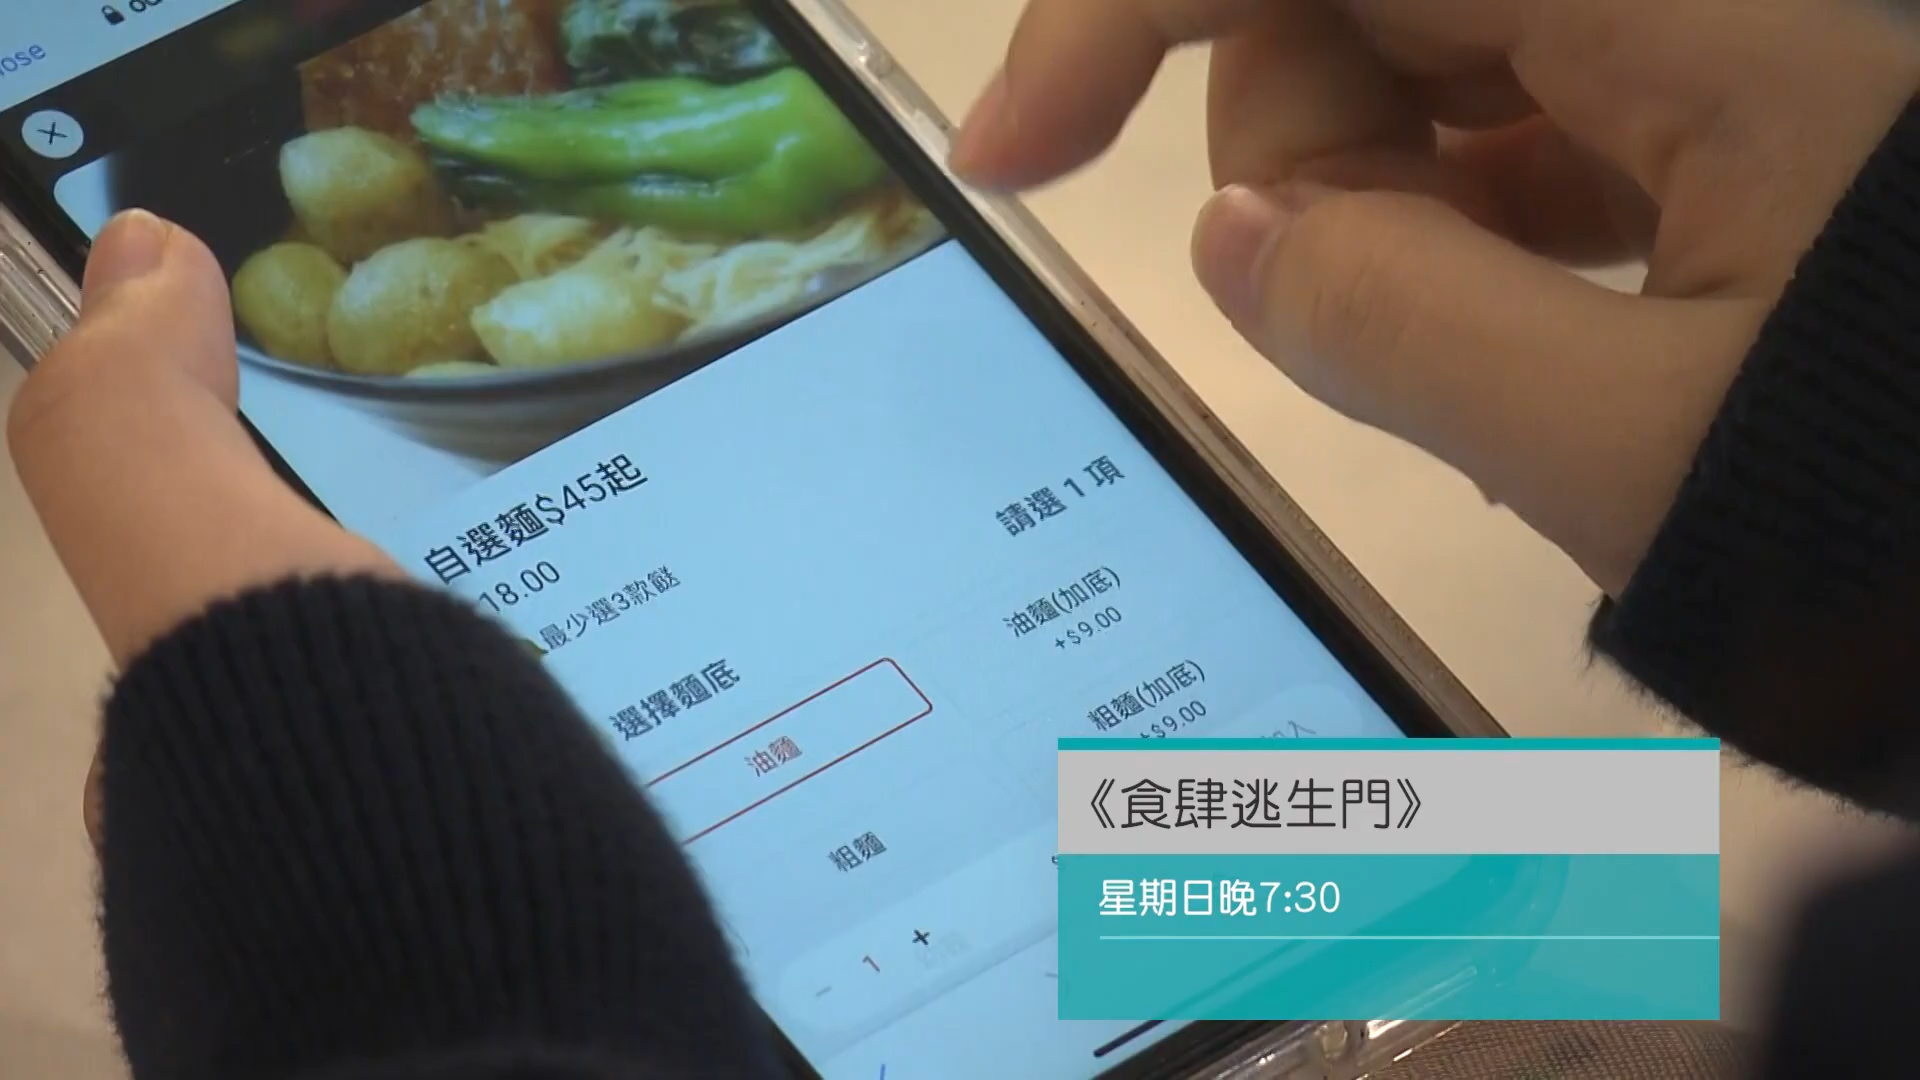 自選麵$45起
18.00
最少選3款餸
選擇麵底
請選 1 項
油麵
油麵(加底)
+$9.00
粗麵
粗麵(加底)
+$9.00
加入
- 1 +
《食肆逃生門》
星期日晚7:30